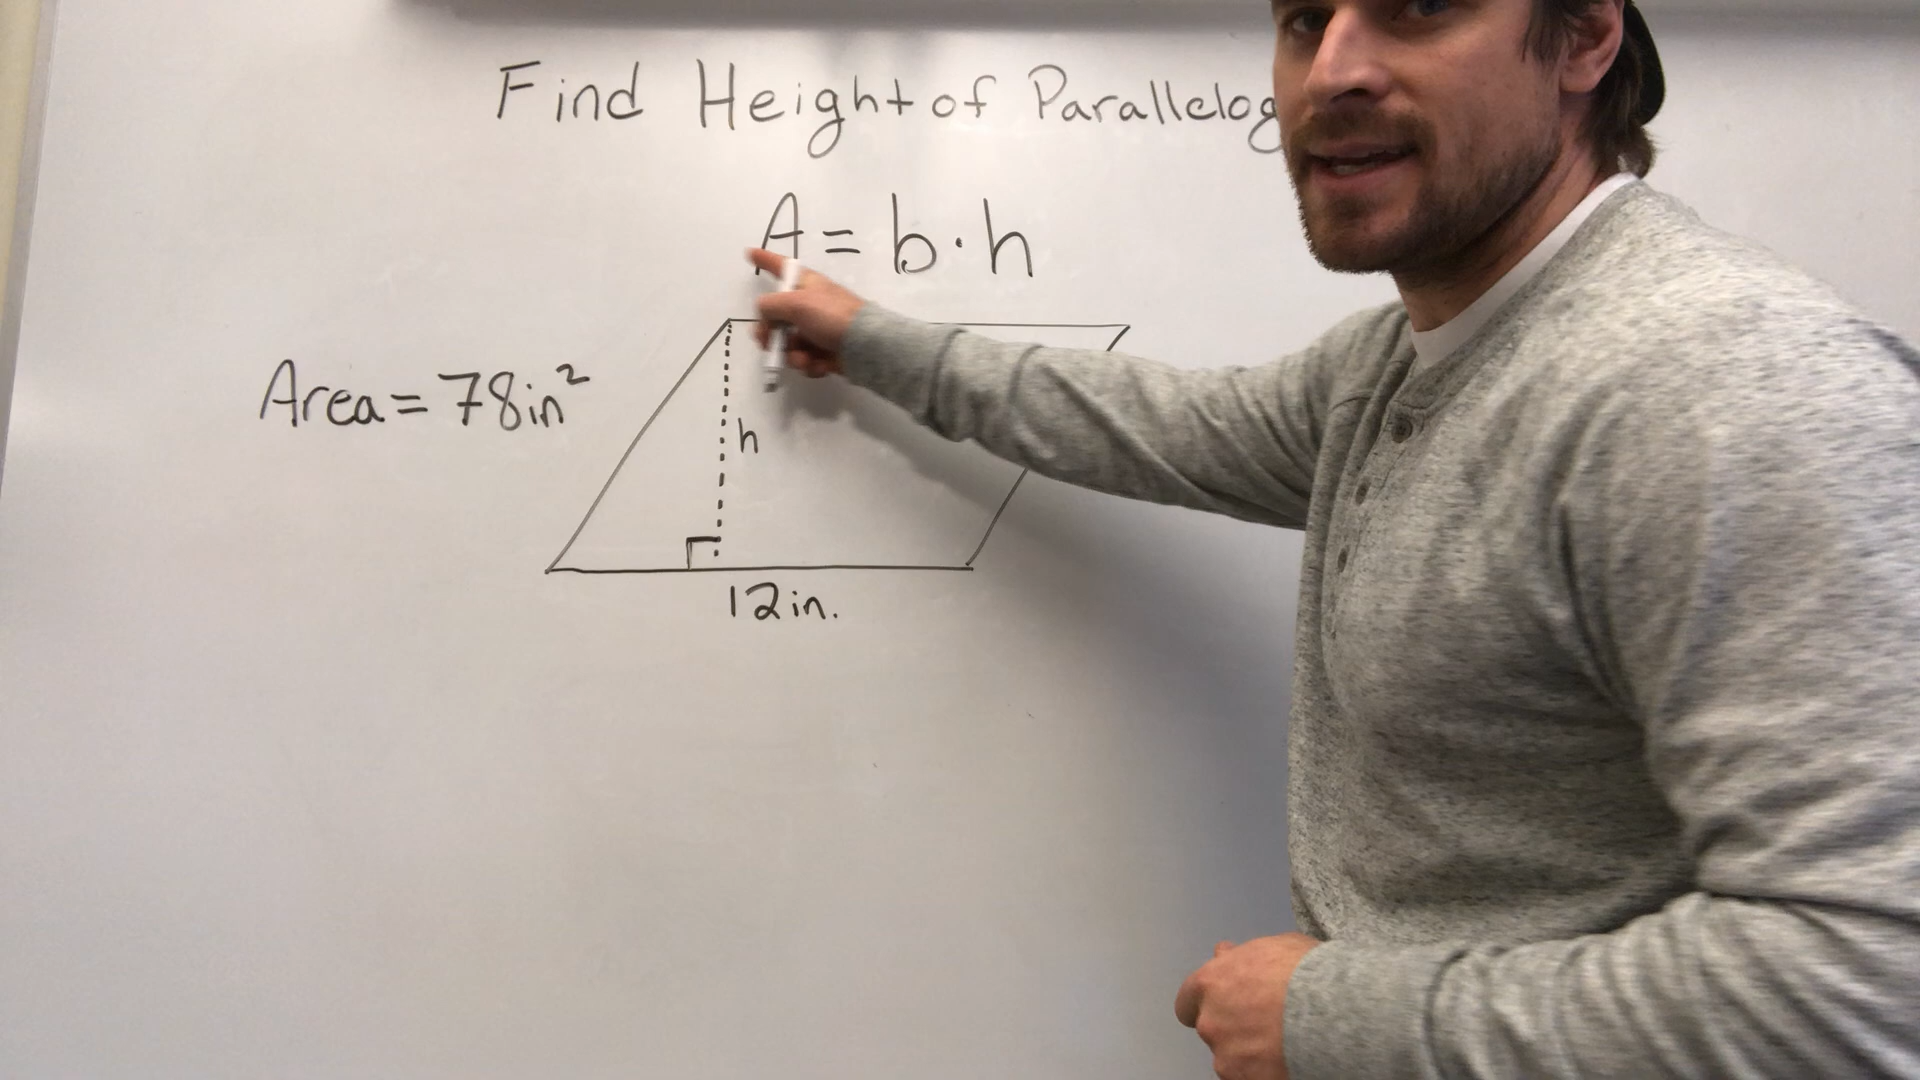 Find Height of Parallelog
A = b · h
Area = 78in²
h
12in.